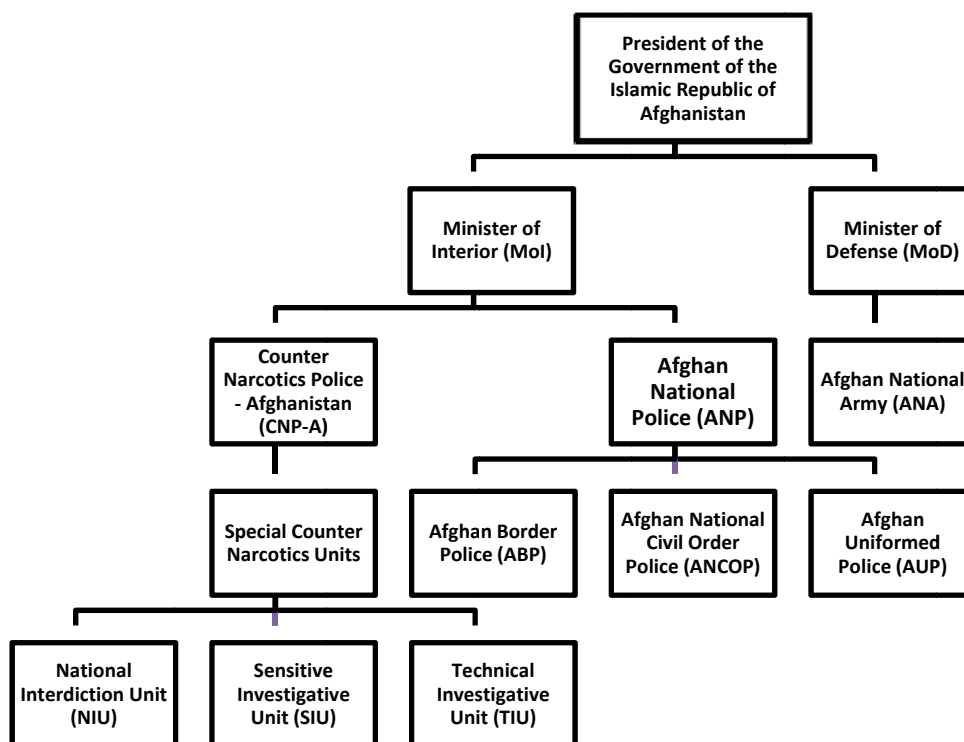 President of the
Government of the
Islamic Republic of
Afghanistan
Minister of
Interior (MoI)
Minister of
Defense (MoD)
Counter
Narcotics Police
- Afghanistan
(CNP-A)
Afghan
National
Police (ANP)
Afghan National
Army (ANA)
Special Counter
Narcotics Units
Afghan Border
Police (ABP)
Afghan National
Civil Order
Police (ANCOP)
Afghan
Uniformed
Police (AUP)
National
Interdiction Unit
(NIU)
Sensitive
Investigative
Unit (SIU)
Technical
Investigative
Unit (TIU)